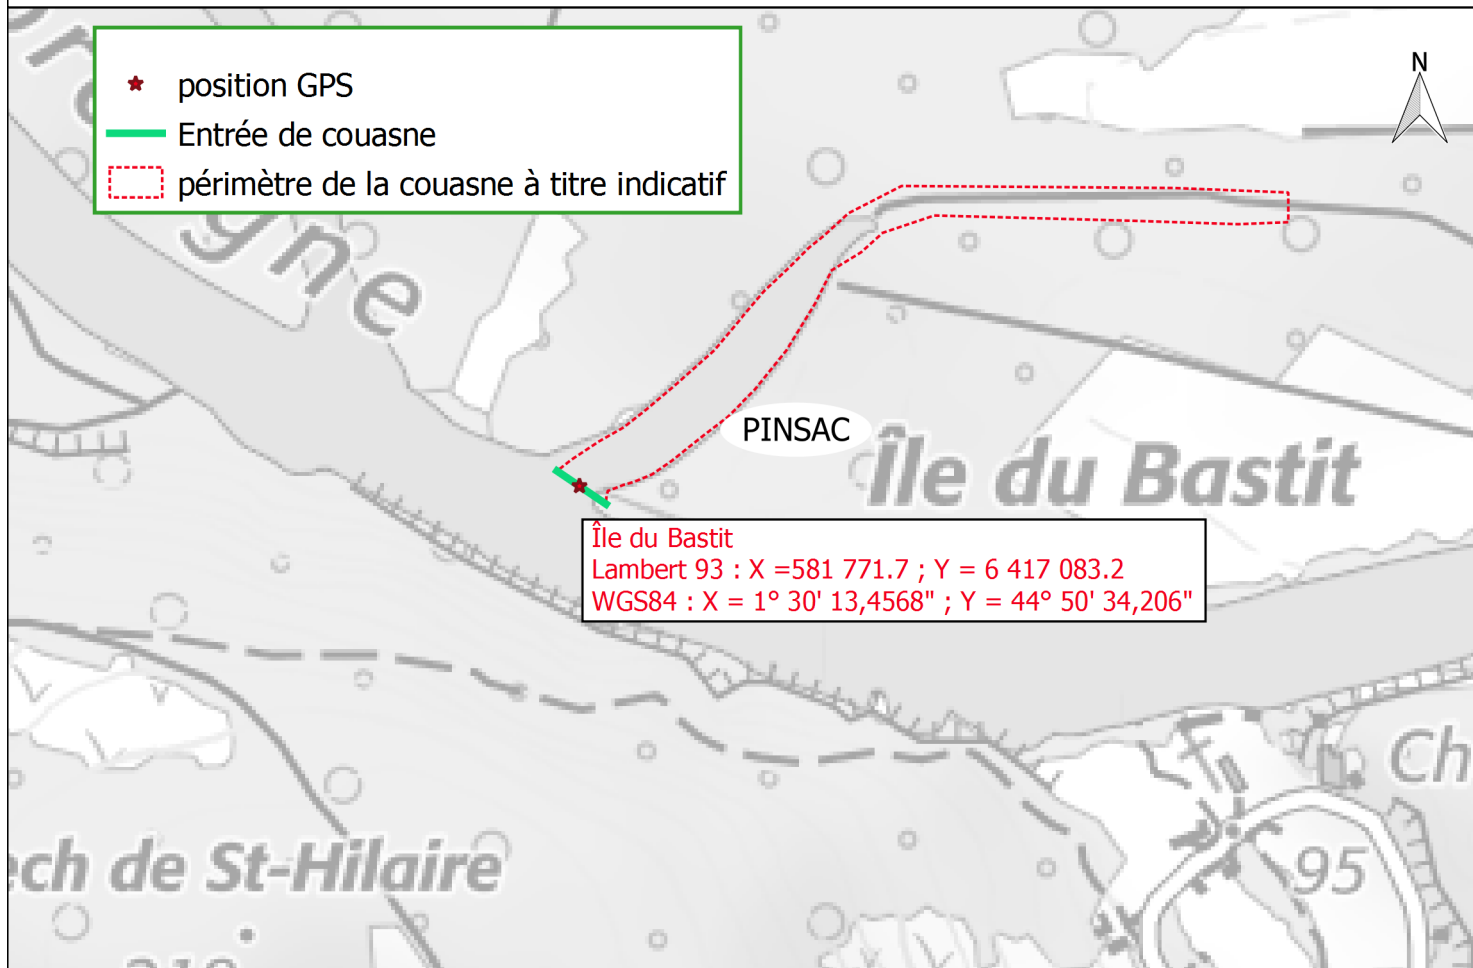 N
position GPS
Entrée de couasne
périmètre de la couasne à titre indicatif
gne
PINSAC
Île du Bastit
Île du Bastit
Lambert 93 : X =581 771.7 ; Y = 6 417 083.2
WGS84 : X = 1° 30' 13,4568" ; Y = 44° 50' 34,206"
Ch
ech de St-Hilaire
95